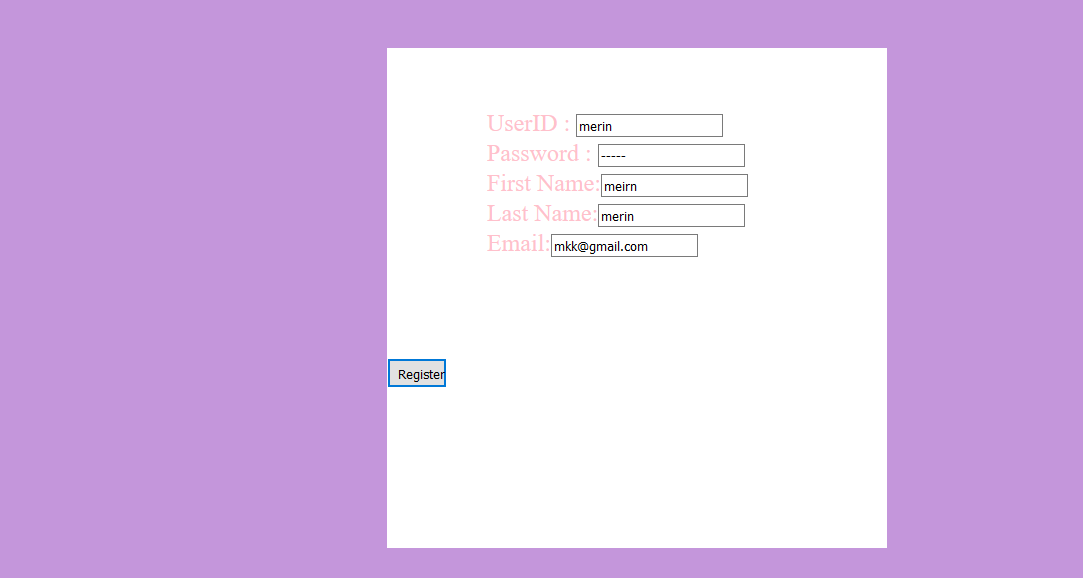 UserID : merin
Password : -----
First Name:meirn
Last Name:merin
Email:mkk@gmail.com
Register